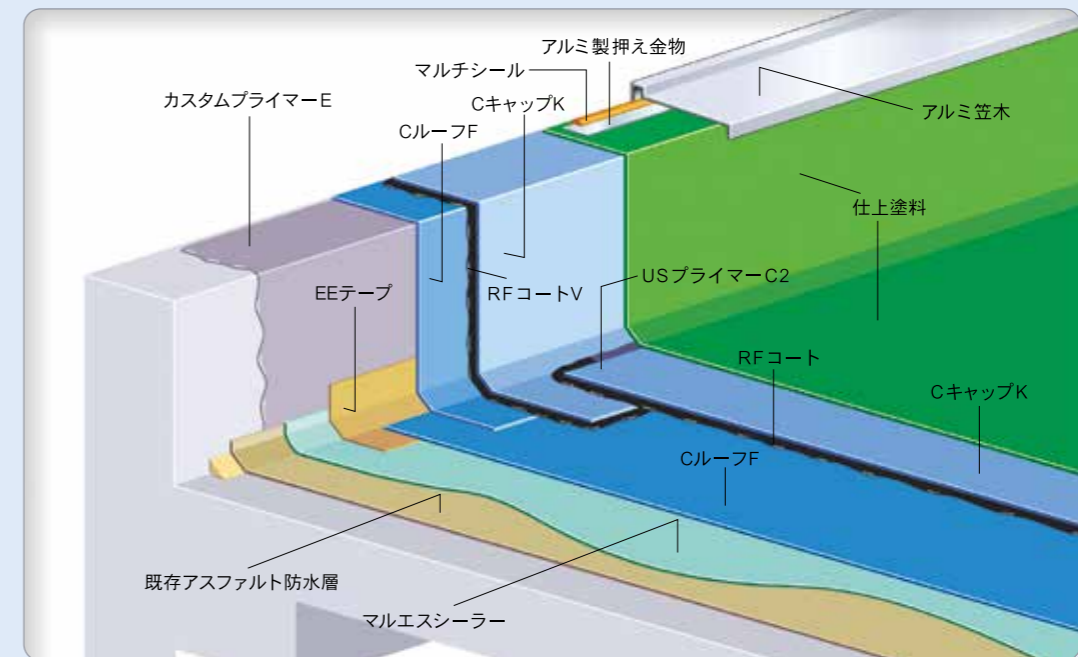 アルミ製押え金物
マルチシール
カスタムプライマーE
CキャップK
アルミ笠木
CルーフF
仕上塗料
USプライマーC2
EEテープ
RFコートV
RFコート
CキャップK
CルーフF
既存アスファルト防水層
マルエスシーラー